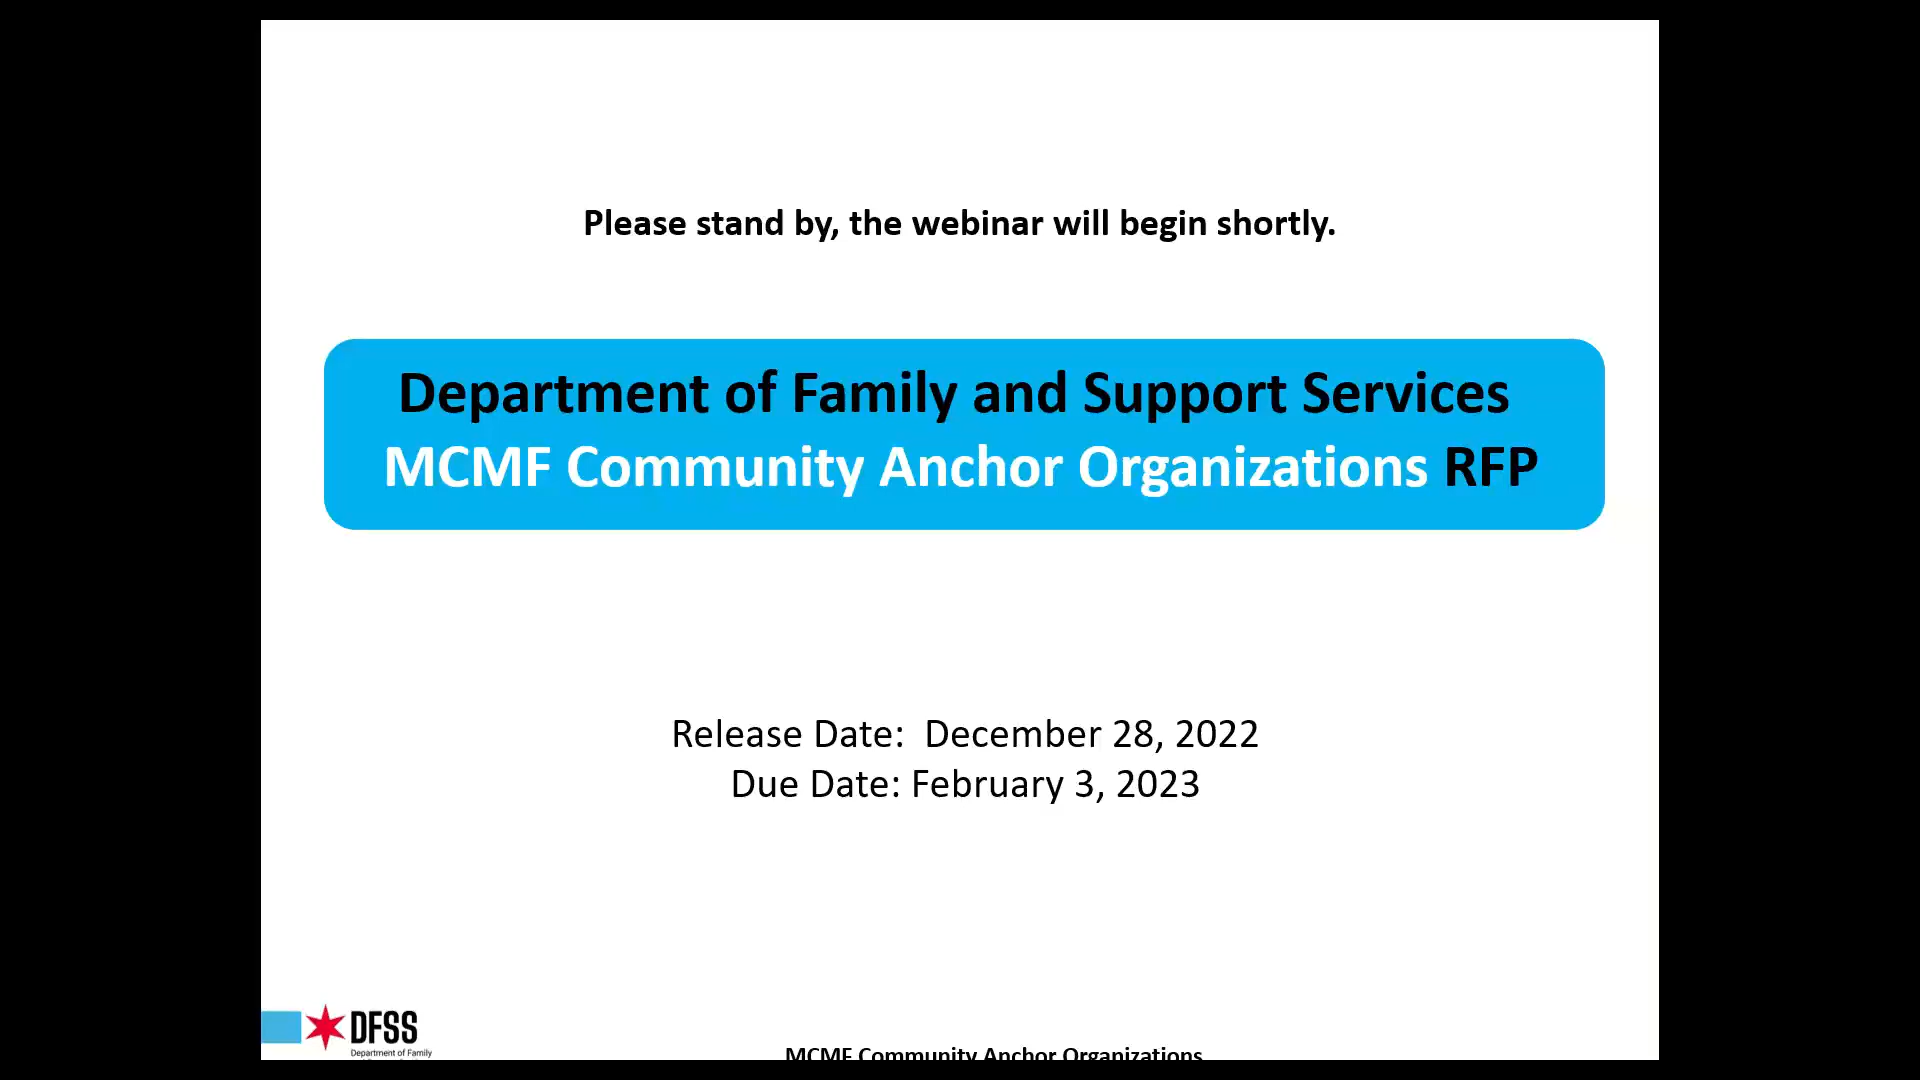 Please stand by, the webinar will begin shortly.
Department of Family and Support Services
MCMF Community Anchor Organizations RFP
Release Date: December 28, 2022
Due Date: February 3, 2023
DFSS
Department of Family
MCMF Community Anchor Organizations